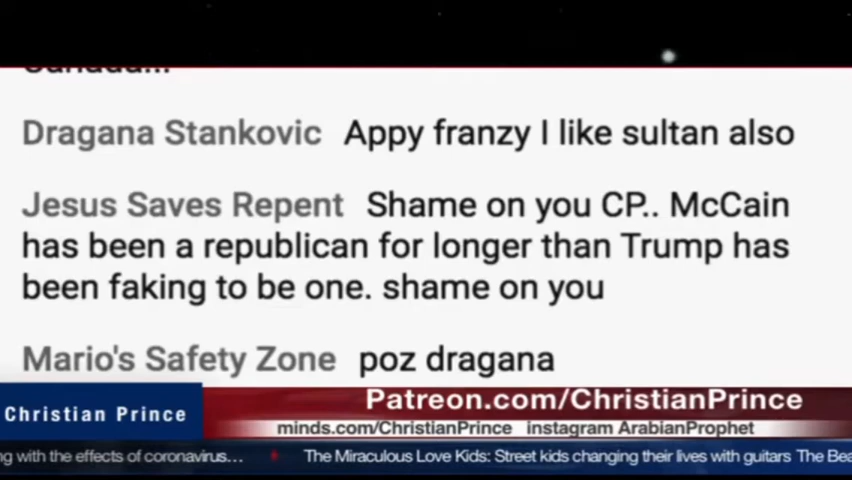 Dragana Stankovic Appy franzy I like sultan also
Jesus Saves Repent Shame on you CP.. McCain
has been a republican for longer than Trump has
been faking to be one. shame on you
Mario's Safety Zone poz dragana
Christian Prince
Patreon.com/ChristianPrince
minds.com/ChristianPrince instagram ArabianProphet
with the effects of coronavirus... The Miraculous Love Kids: Street kids changing their lives with guitars The